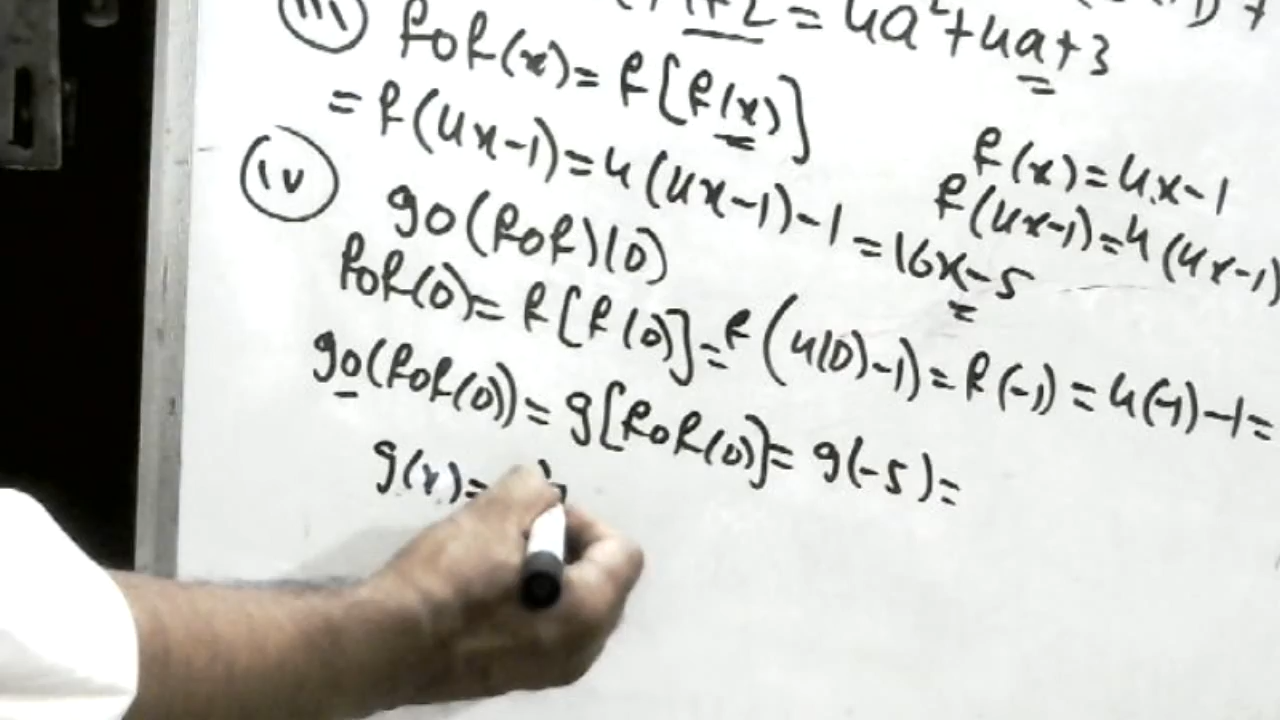 +2 = 4a²+4a+3
iii) fof(x) = f[f(x)]
= f(4x-1) = 4(4x-1)-1 = 16x-5
f(x) = 4x-1
f(4x-1) = 4(4x-1)
iv) go(fof)(0)
fof(0) = f[f(0)] = f(4(0)-1) = f(-1) = 4(-1)-1 =
go(fof(0)) = g[fof(0)] = g(-5) =
g(x) =